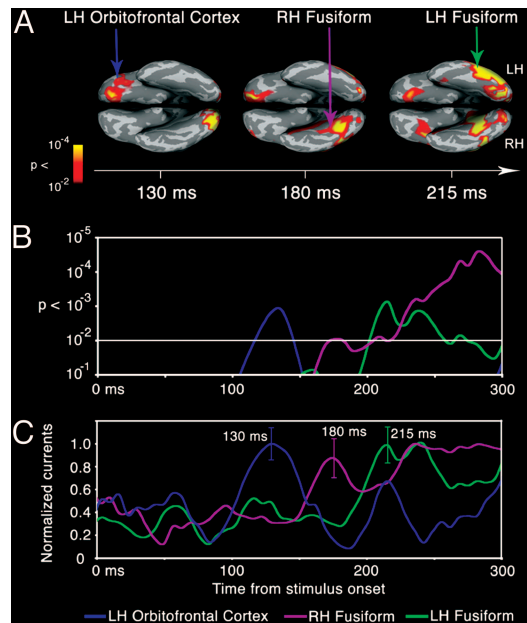 A
LH Orbitofrontal Cortex
RH Fusiform
LH Fusiform
LH
RH
10-4
p <
10-2
130 ms
180 ms
215 ms
B
10-5
10-4
p < 10-3
10-2
10-1
0 ms
100
200
300
C
Normalized currents
1.0
0.8
0.6
0.4
0.2
0
130 ms
180 ms
215 ms
0 ms
100
200
300
Time from stimulus onset
LH Orbitofrontal Cortex
RH Fusiform
LH Fusiform